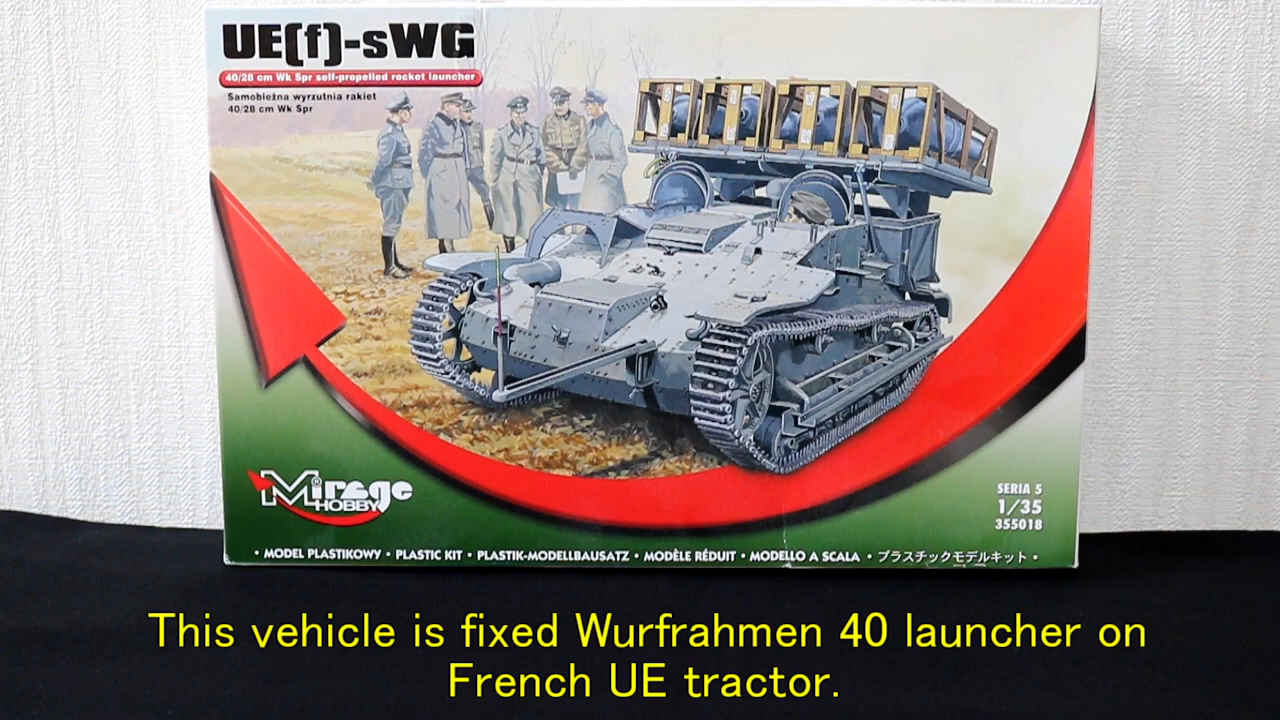 UE(f)-sWG
40/28 cm Wk Spr self-propelled rocket launcher
Samobieżna wyrzutnia rakiet
40/28 cm Wk Spr
Mirage
HOBBY
SERIA 5
1/35
355018
• MODEL PLASTIKOWY • PLASTIC KIT • PLASTIK-MODELLBAUSATZ • MODÈLE RÉDUIT • MODELLO A SCALA • プラスチックモデルキット •
This vehicle is fixed Wurfrahmen 40 launcher on
French UE tractor.